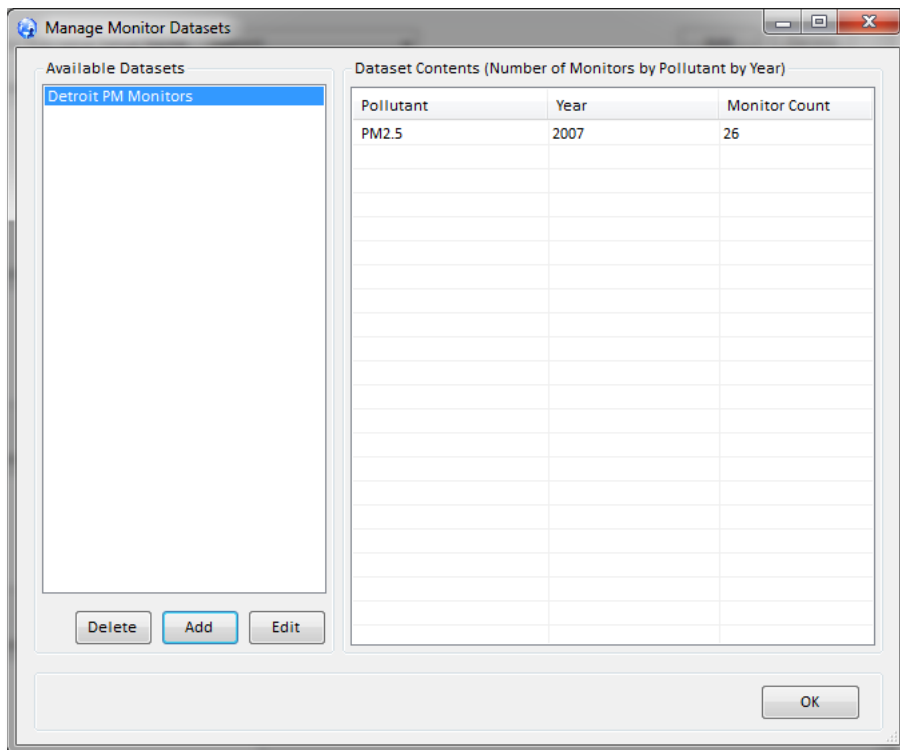 Manage Monitor Datasets
Available Datasets
Detroit PM Monitors
Delete Add Edit
Dataset Contents (Number of Monitors by Pollutant by Year)
Pollutant Year Monitor Count
PM2.5 2007 26
OK